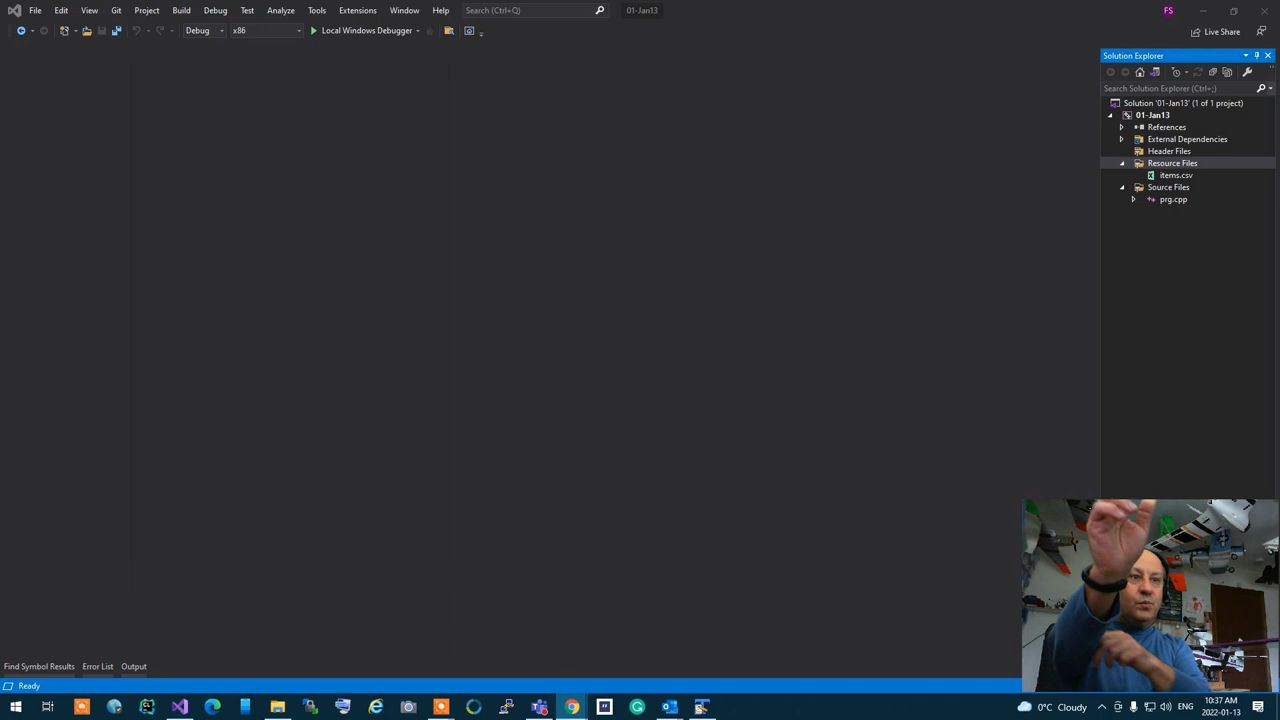 File Edit View Git Project Build Debug Test Analyze Tools Extensions Window Help Search (Ctrl+Q) 01-Jan13 FS
Debug x86 Local Windows Debugger Live Share
Solution Explorer
Search Solution Explorer (Ctrl+;)
Solution '01-Jan13' (1 of 1 project)
01-Jan13
References
External Dependencies
Header Files
Resource Files
items.csv
Source Files
prg.cpp
Find Symbol Results Error List Output
Ready
0°C Cloudy ENG 10:37 AM
2022-01-13